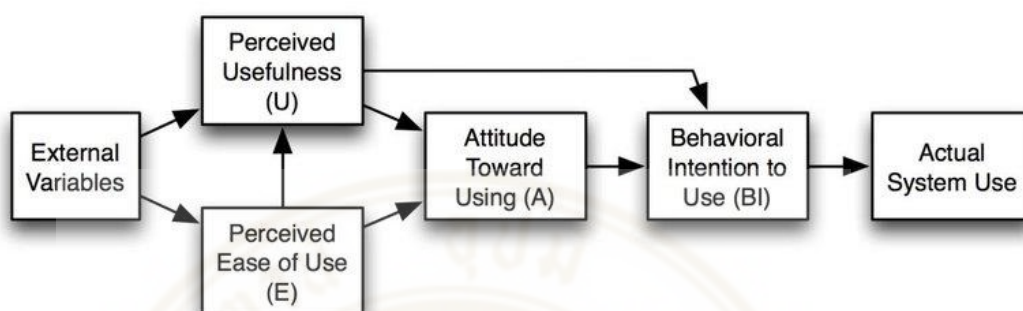 Perceived
Usefulness
(U)
External
Variables
Perceived
Ease of Use
(E)
Attitude
Toward
Using (A)
Behavioral
Intention to
Use (BI)
Actual
System Use